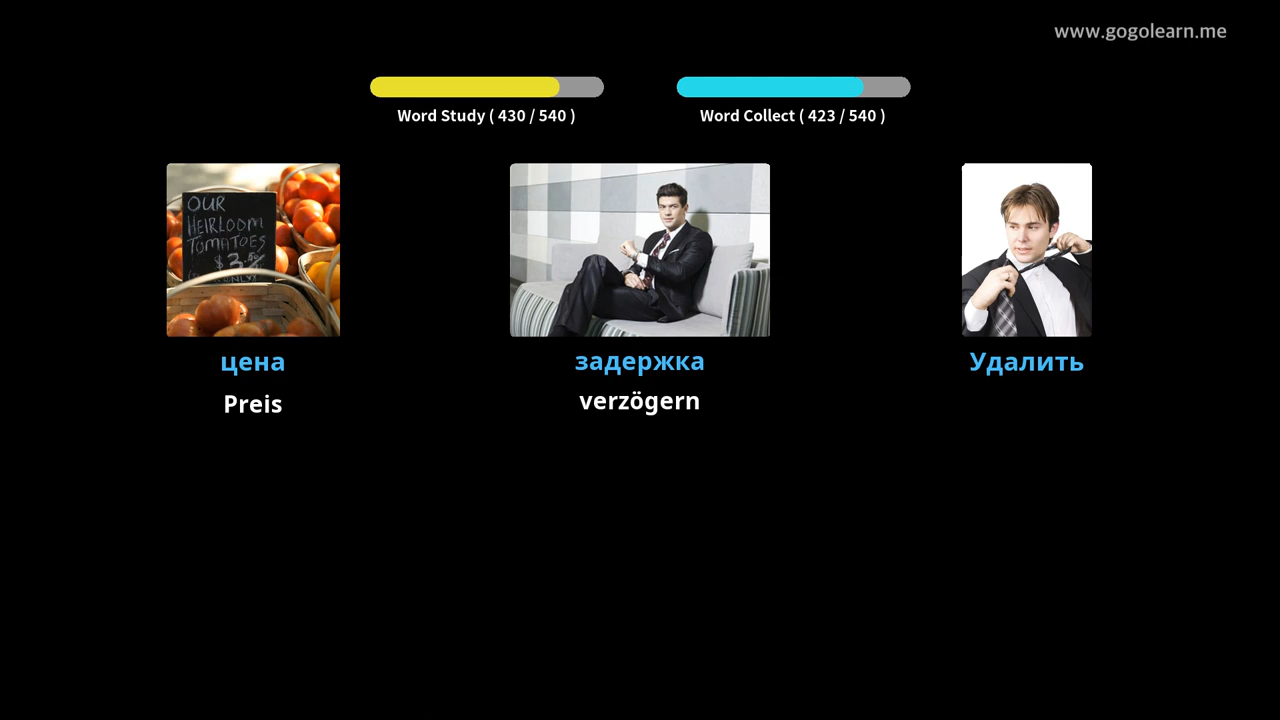 www.gogolearn.me
Word Study ( 430 / 540 )
Word Collect ( 423 / 540 )
OUR
HEIRLOOM
TOMATOES
цена
задержка
Удалить
Preis
verzögern